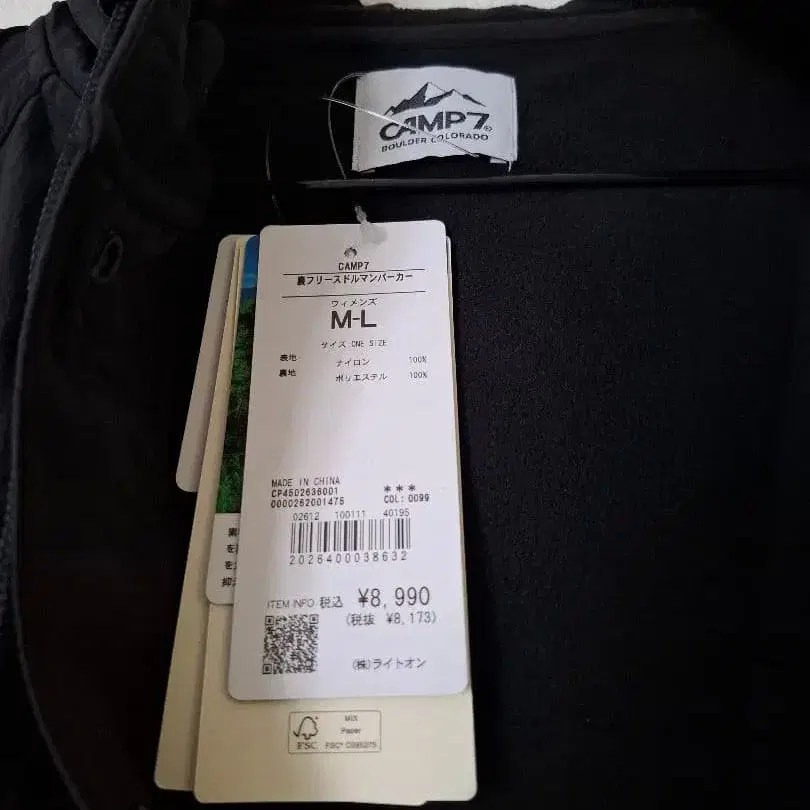 CAMP7®
BOULDER COLORADO
CAMP7
裏フリースドルマンパーカー
ウィメンズ
M-L
サイズ:ONE SIZE
表地 ナイロン 100%
裏地 ポリエステル 100%
MADE IN CHINA
CP4502636001 ***
0000262001475 COL: 0099
02612 100111 40195
2026400038632
ITEM INFO 税込 ¥8,990
(税抜 ¥8,173)
(株)ライトオン
MIX
Paper
FSC